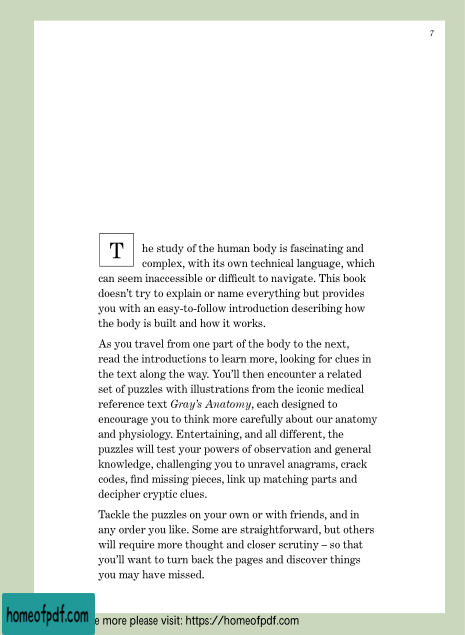 7
The study of the human body is fascinating and
complex, with its own technical language, which
can seem inaccessible or difficult to navigate. This book
doesn't try to explain or name everything but provides
you with an easy-to-follow introduction describing how
the body is built and how it works.
As you travel from one part of the body to the next,
read the introductions to learn more, looking for clues in
the text along the way. You'll then encounter a related
set of puzzles with illustrations from the iconic medical
reference text Gray's Anatomy, each designed to
encourage you to think more carefully about our anatomy
and physiology. Entertaining, and all different, the
puzzles will test your powers of observation and general
knowledge, challenging you to unravel anagrams, crack
codes, find missing pieces, link up matching parts and
decipher cryptic clues.
Tackle the puzzles on your own or with friends, and in
any order you like. Some are straightforward, but others
will require more thought and closer scrutiny – so that
you'll want to turn back the pages and discover things
you may have missed.
homeofpdf.com
e more please visit: https://homeofpdf.com